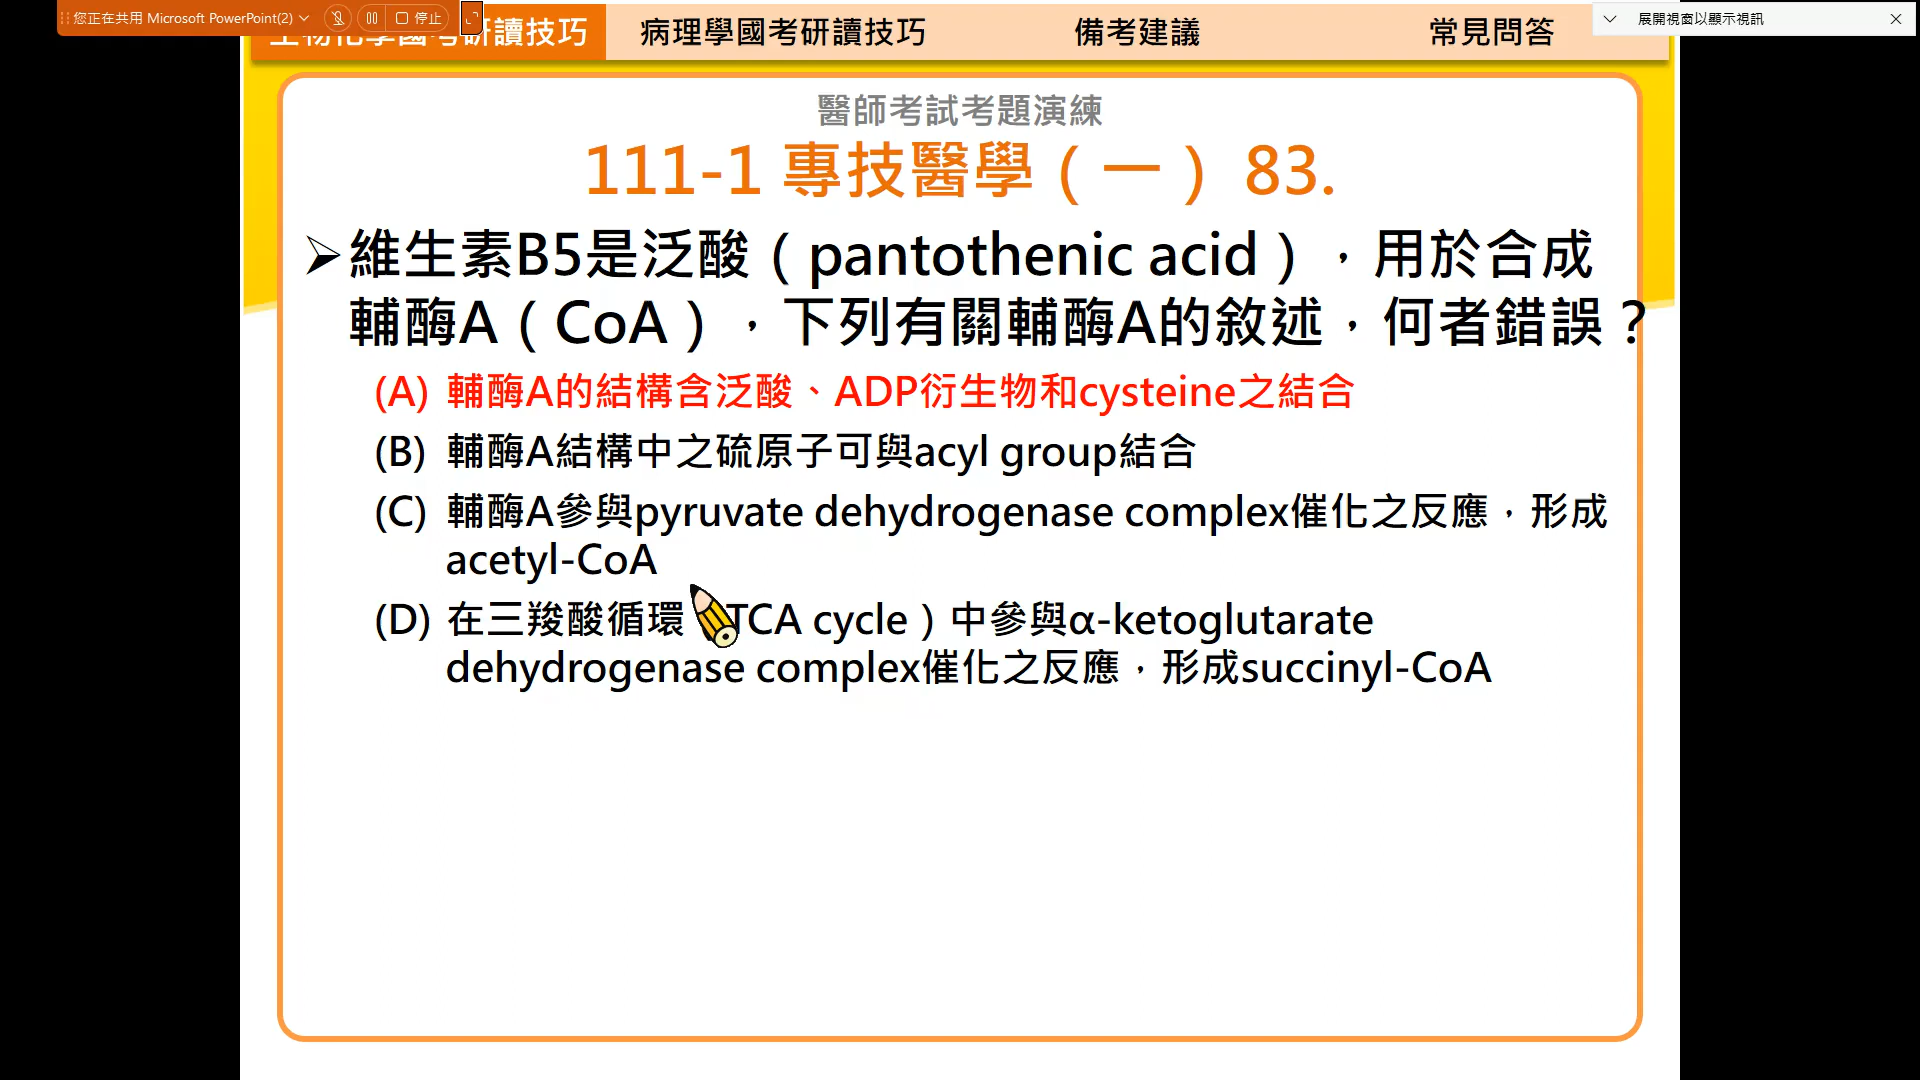 您正在共用 Microsoft PowerPoint(2)
停止
展開視窗以顯示視訊
研讀技巧
病理學國考研讀技巧
備考建議
常見問答
醫師考試考題演練
111-1 專技醫學（一） 83.
➢維生素B5是泛酸（pantothenic acid），用於合成
輔酶A（CoA），下列有關輔酶A的敘述，何者錯誤？
(A) 輔酶A的結構含泛酸、ADP衍生物和cysteine之結合
(B) 輔酶A結構中之硫原子可與acyl group結合
(C) 輔酶A參與pyruvate dehydrogenase complex催化之反應，形成
acetyl-CoA
(D) 在三羧酸循環（TCA cycle）中參與α-ketoglutarate
dehydrogenase complex催化之反應，形成succinyl-CoA